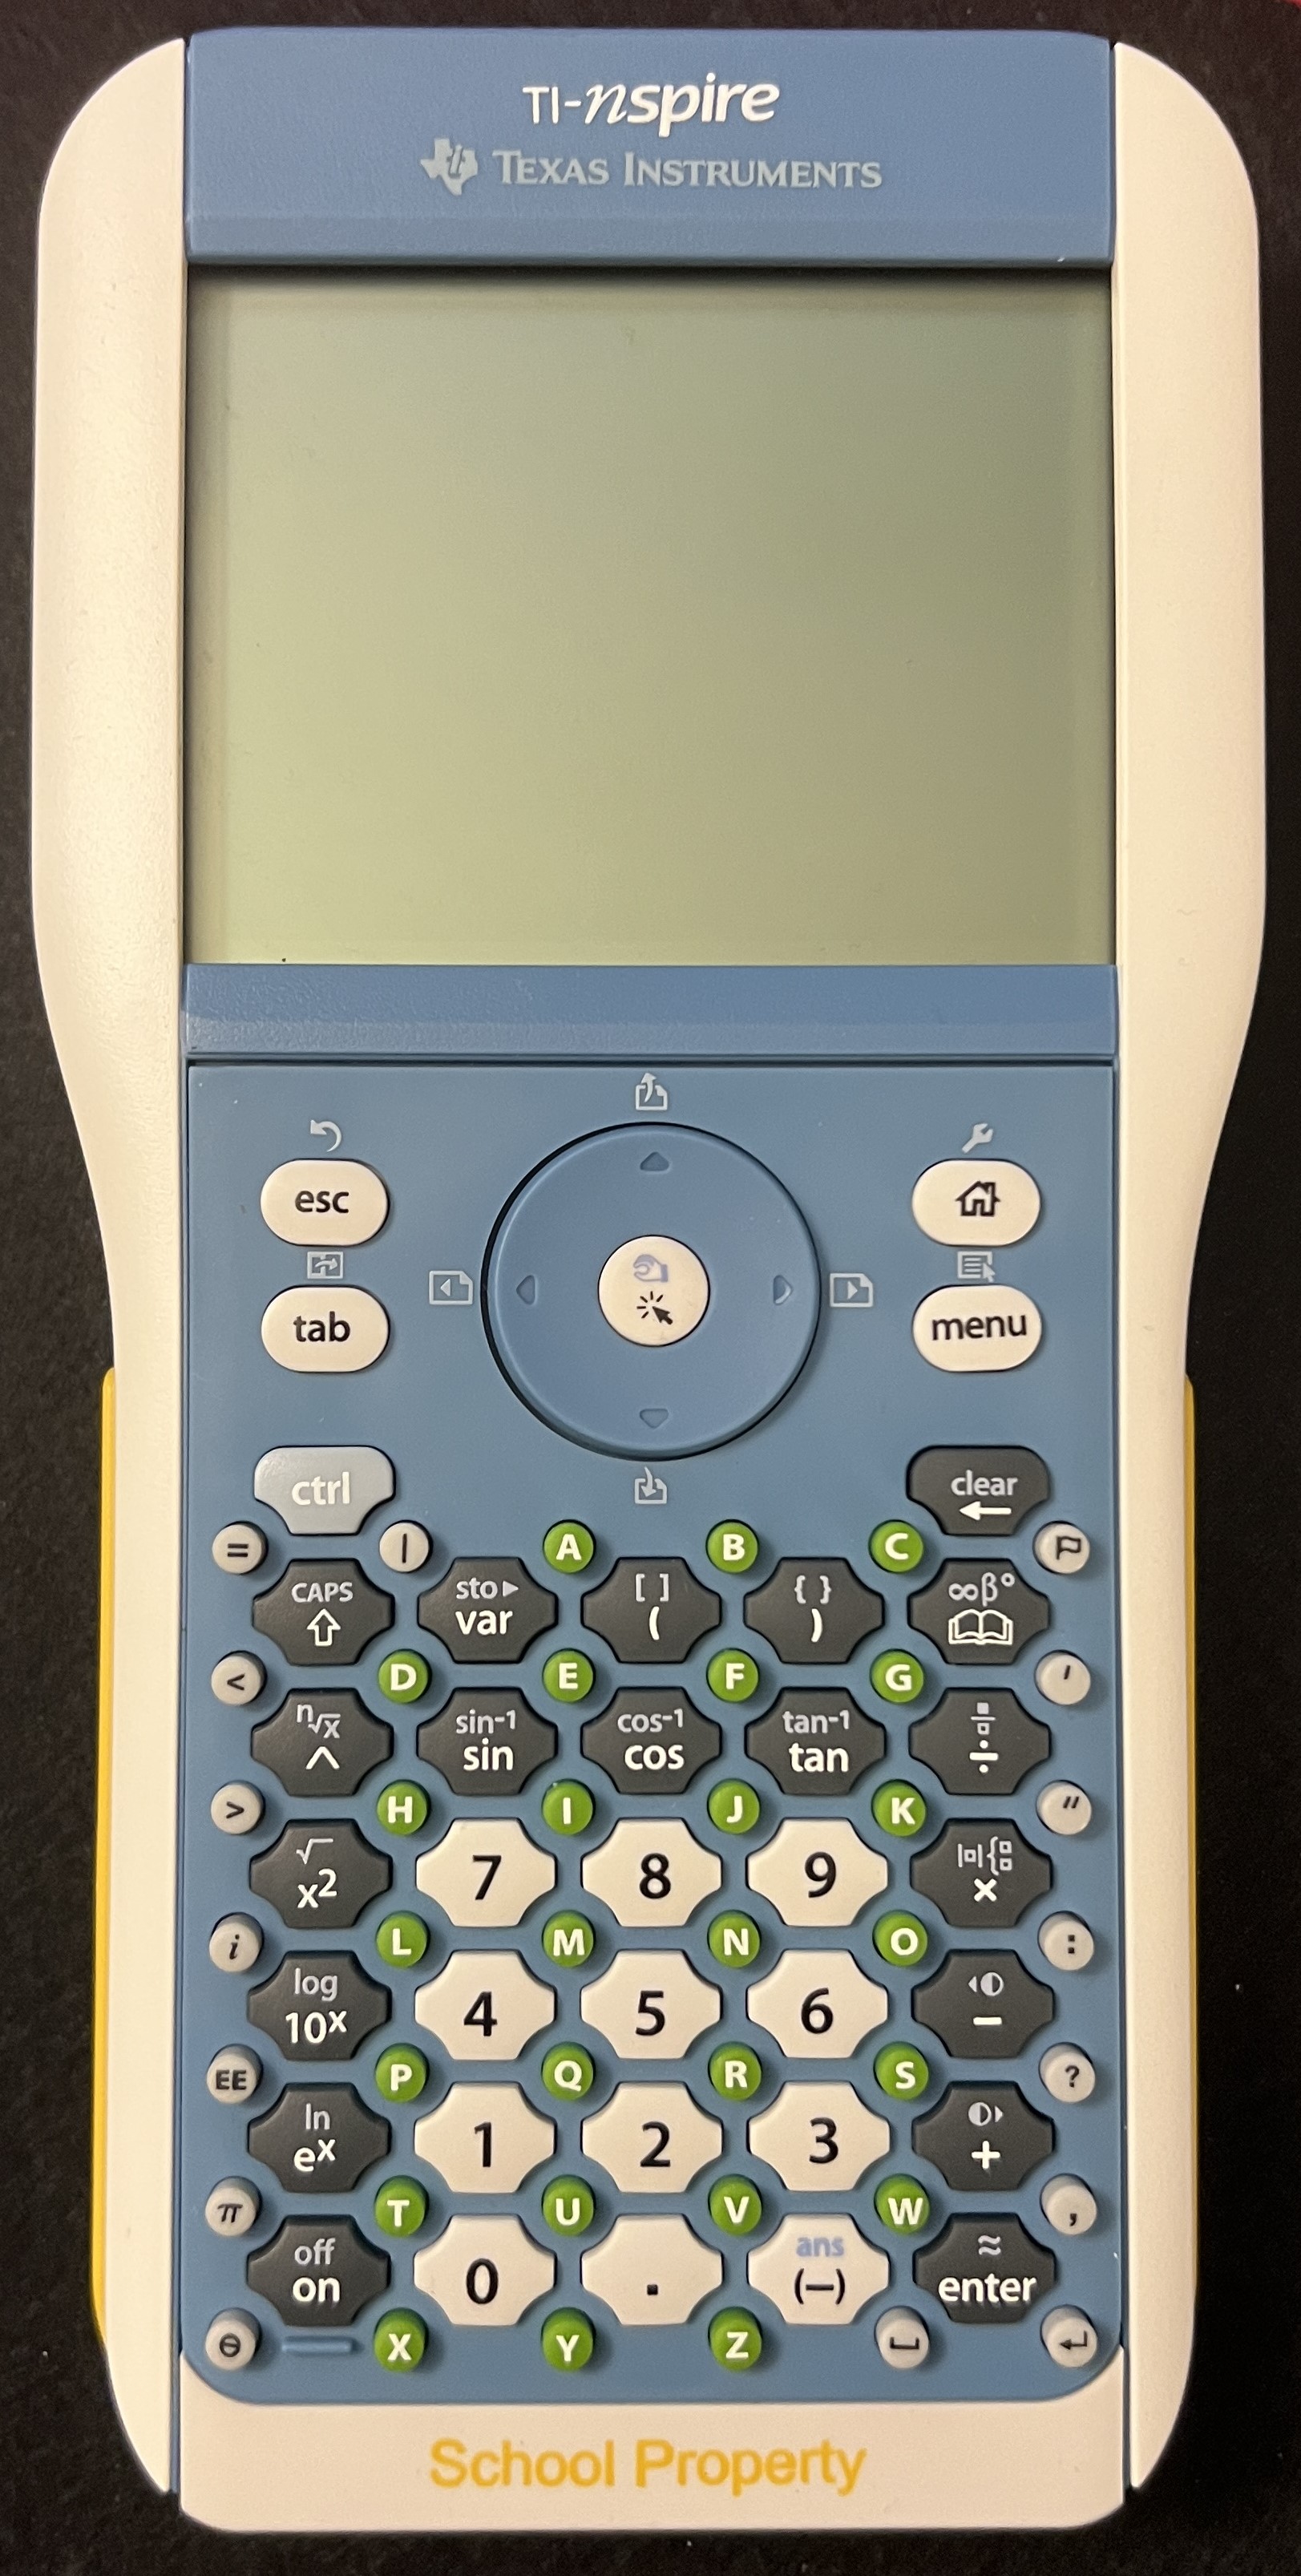 TI-nspire
TEXAS INSTRUMENTS
esc
tab
menu
ctrl
clear
←
= | A B C
CAPS sto▸ [ ] { } ∞β°
⇧ var ( )
< D E F G '
ⁿ√x sin-1 cos-1 tan-1
^ sin cos tan ÷
> H I J K "
√
x² 7 8 9 ×
i L M N O :
log
10ˣ 4 5 6 −
EE P Q R S ?
ln
eˣ 1 2 3 +
π T U V W ,
off ans ≈
on 0 . (−) enter
θ X Y Z ␣ ↵
School Property